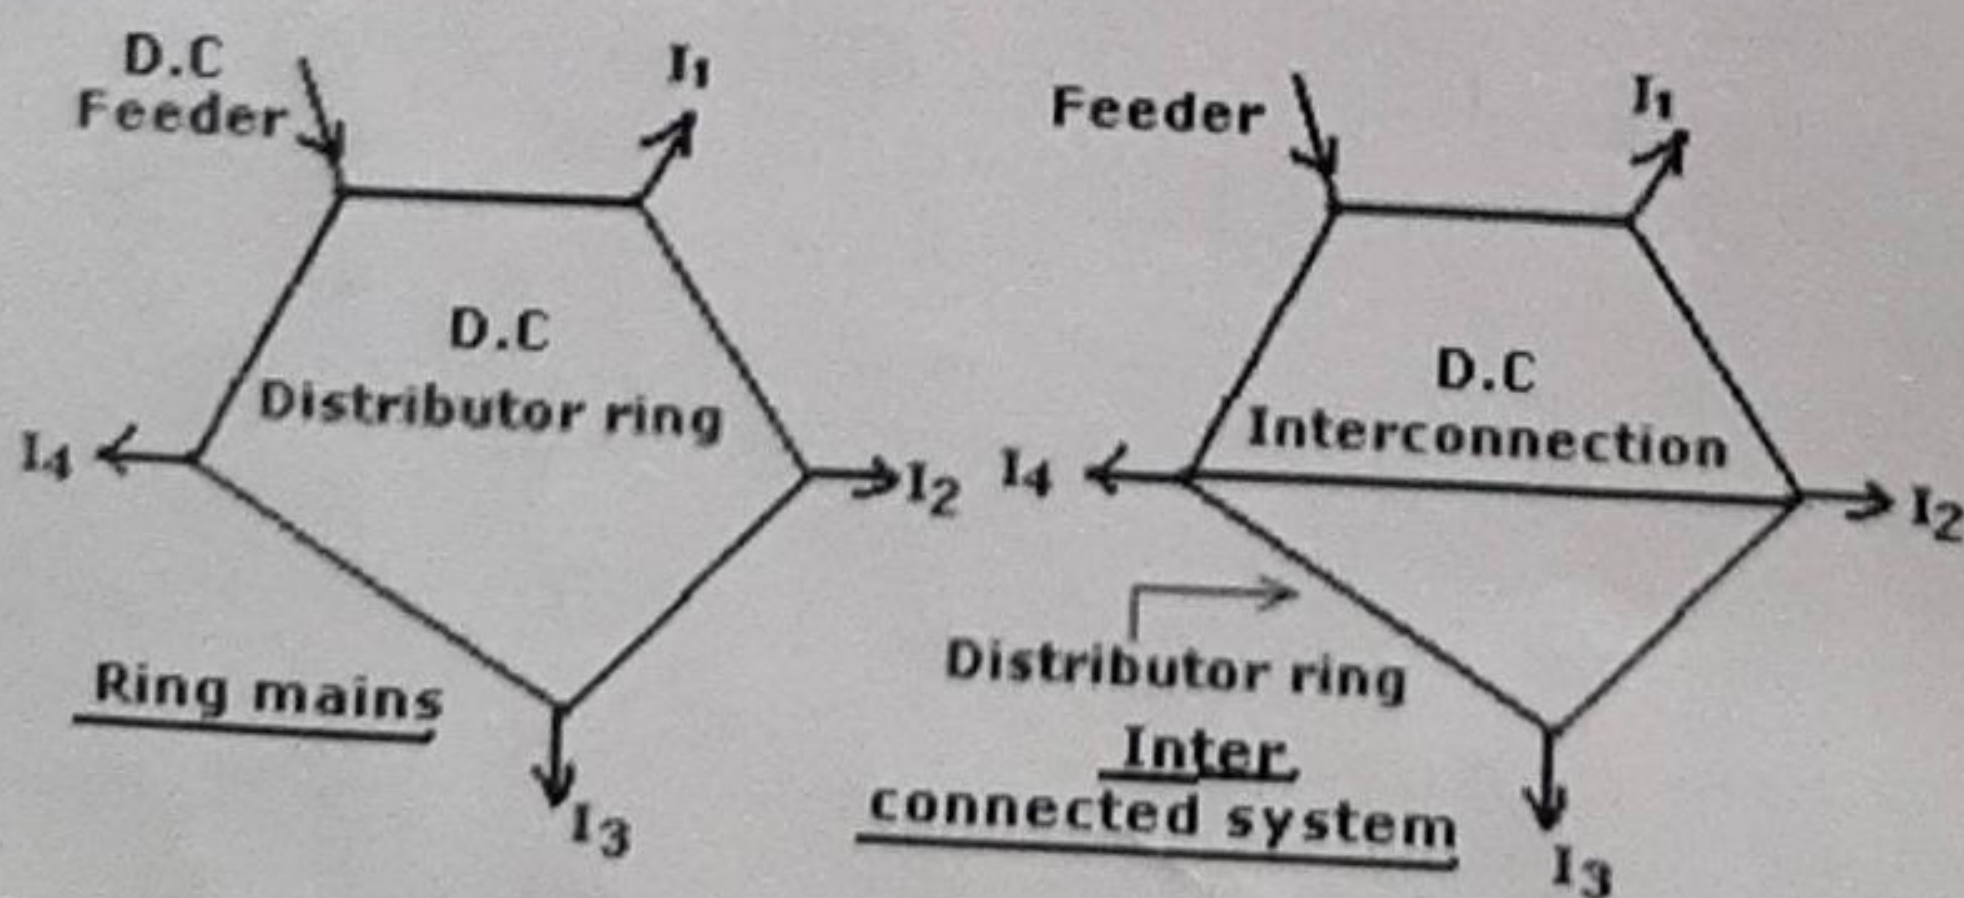 D.C
Feeder
I1
D.C
Distributor ring
I4
I2
I3
Ring mains
Feeder
I1
D.C
Interconnection
I4
I2
Distributor ring
Inter
connected system
I3